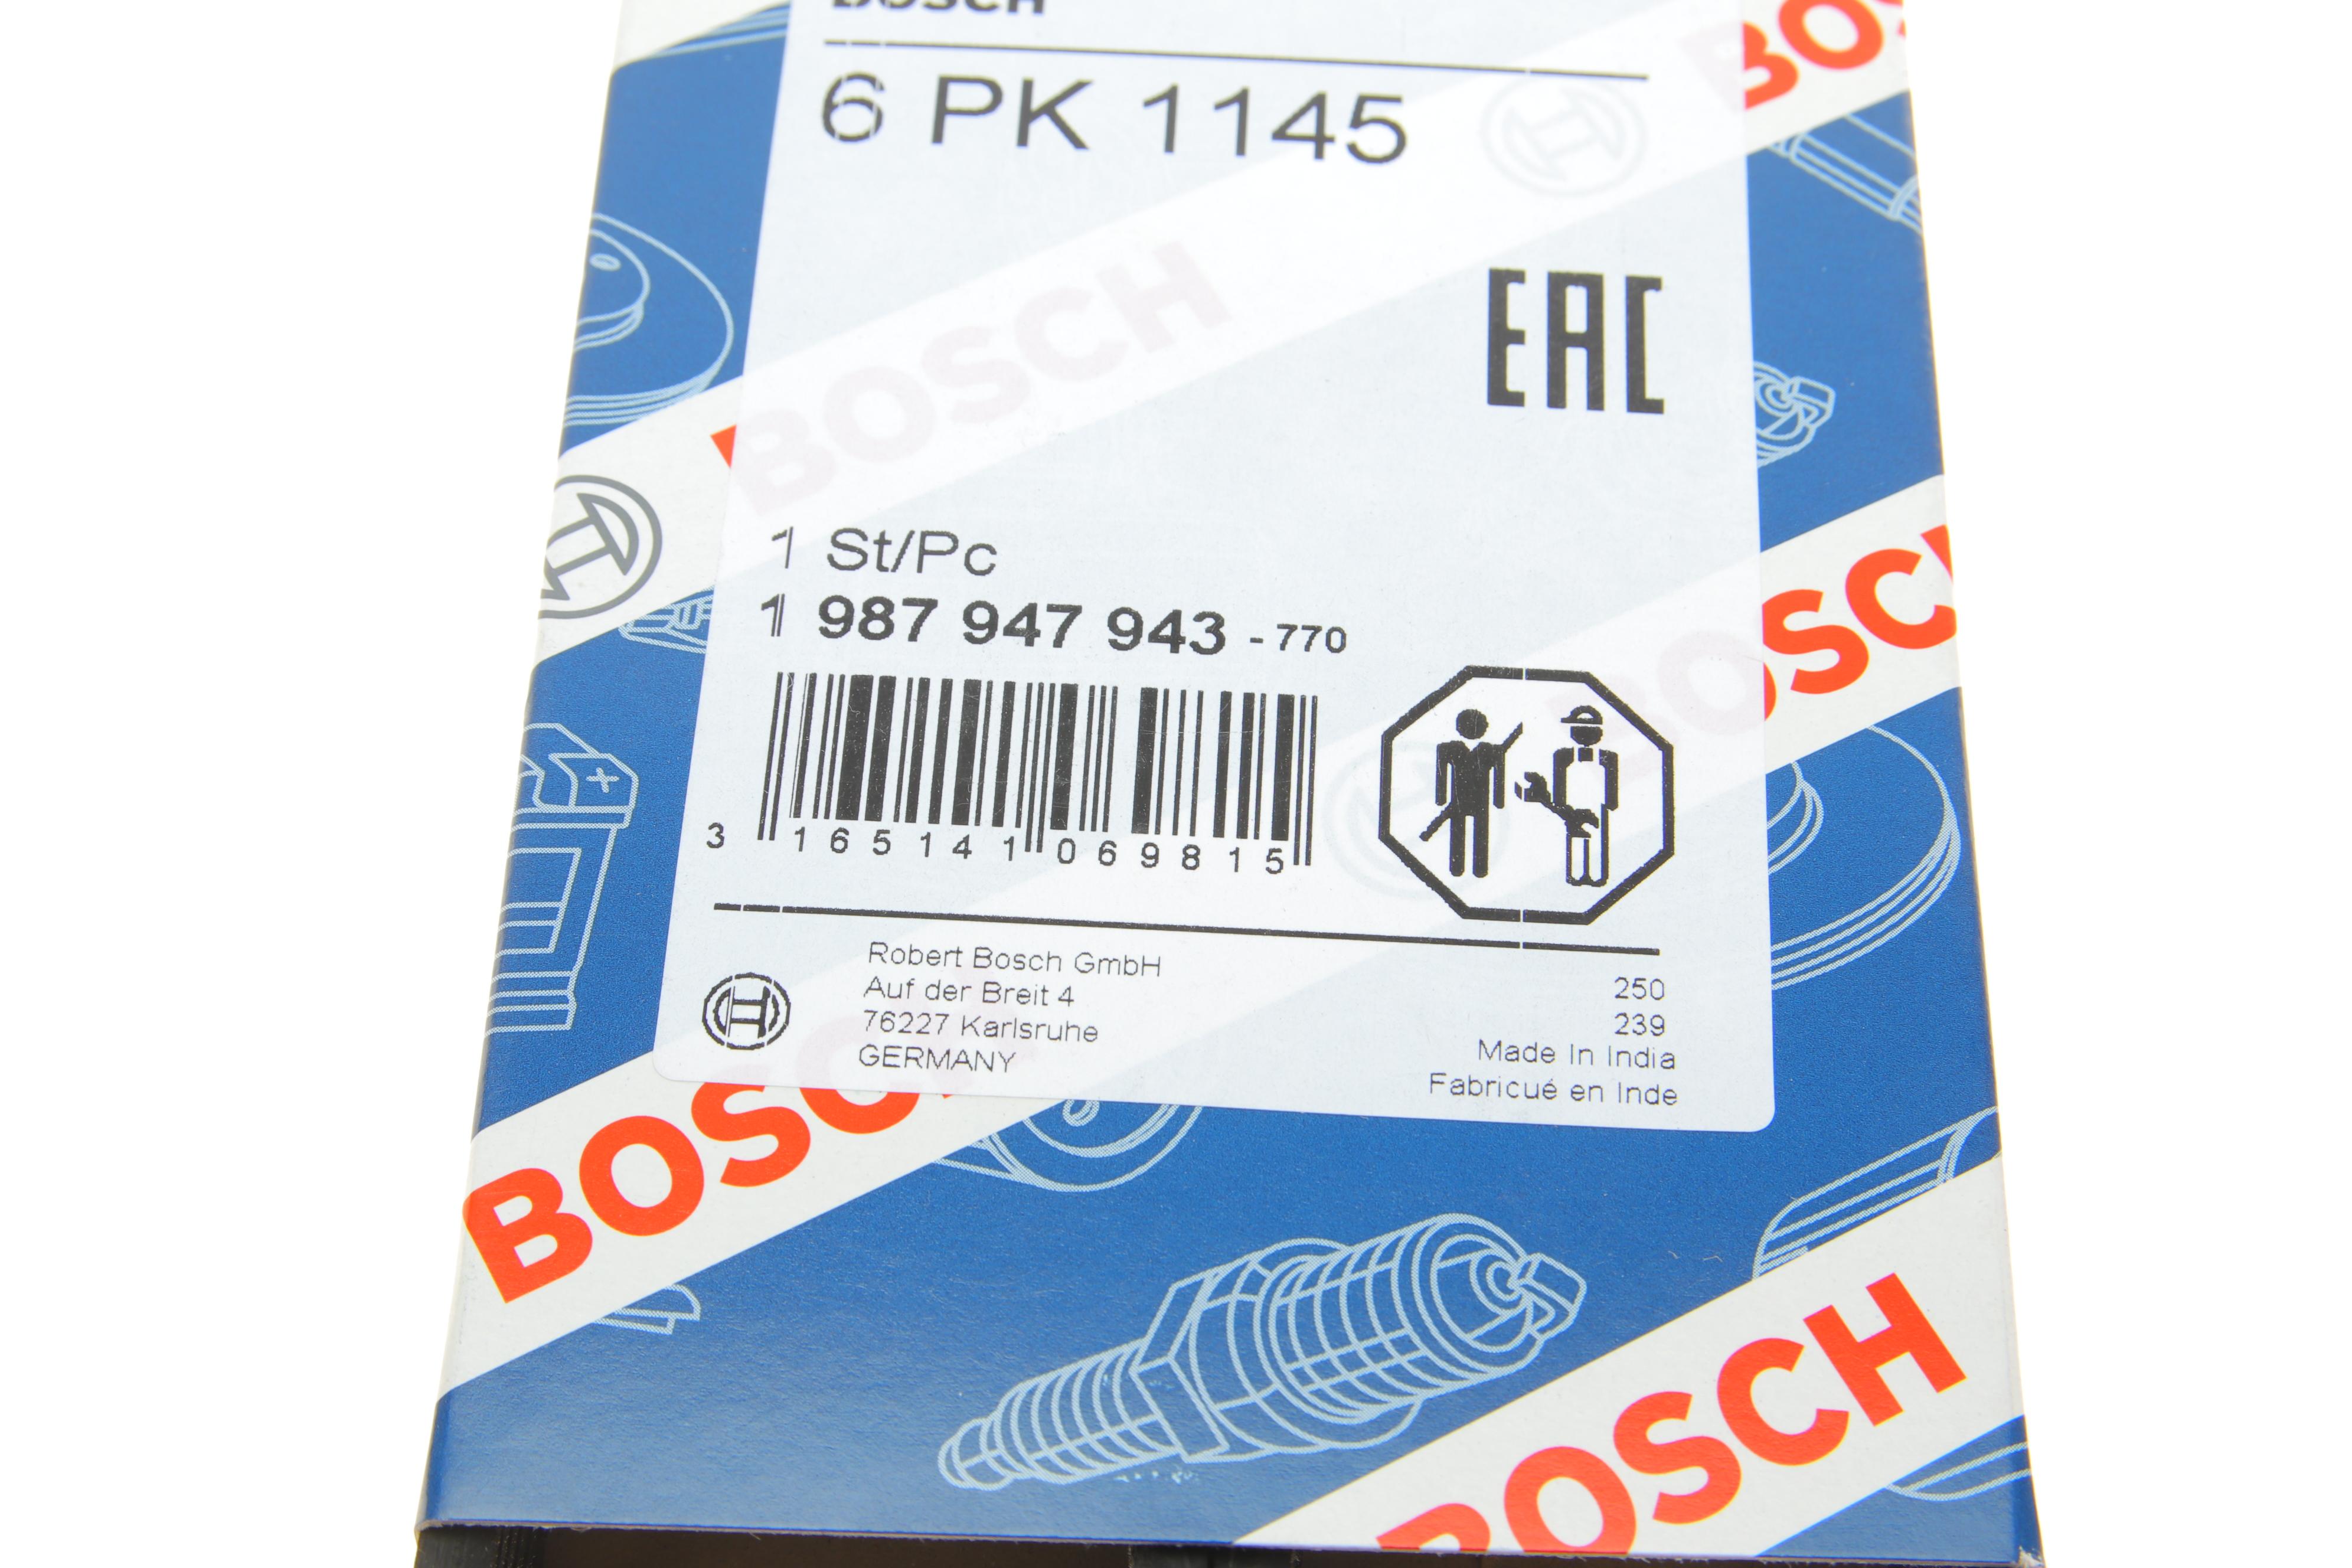 BOSCH
6 PK 1145
EAC
1 St/Pc
1 987 947 943 - 770
3 165141 069815
Robert Bosch GmbH
Auf der Breit 4
76227 Karlsruhe
GERMANY
250
239
Made In India
Fabricué en Inde
BOSCH
BOSCH
BOSCH
BOSCH
BOSCH